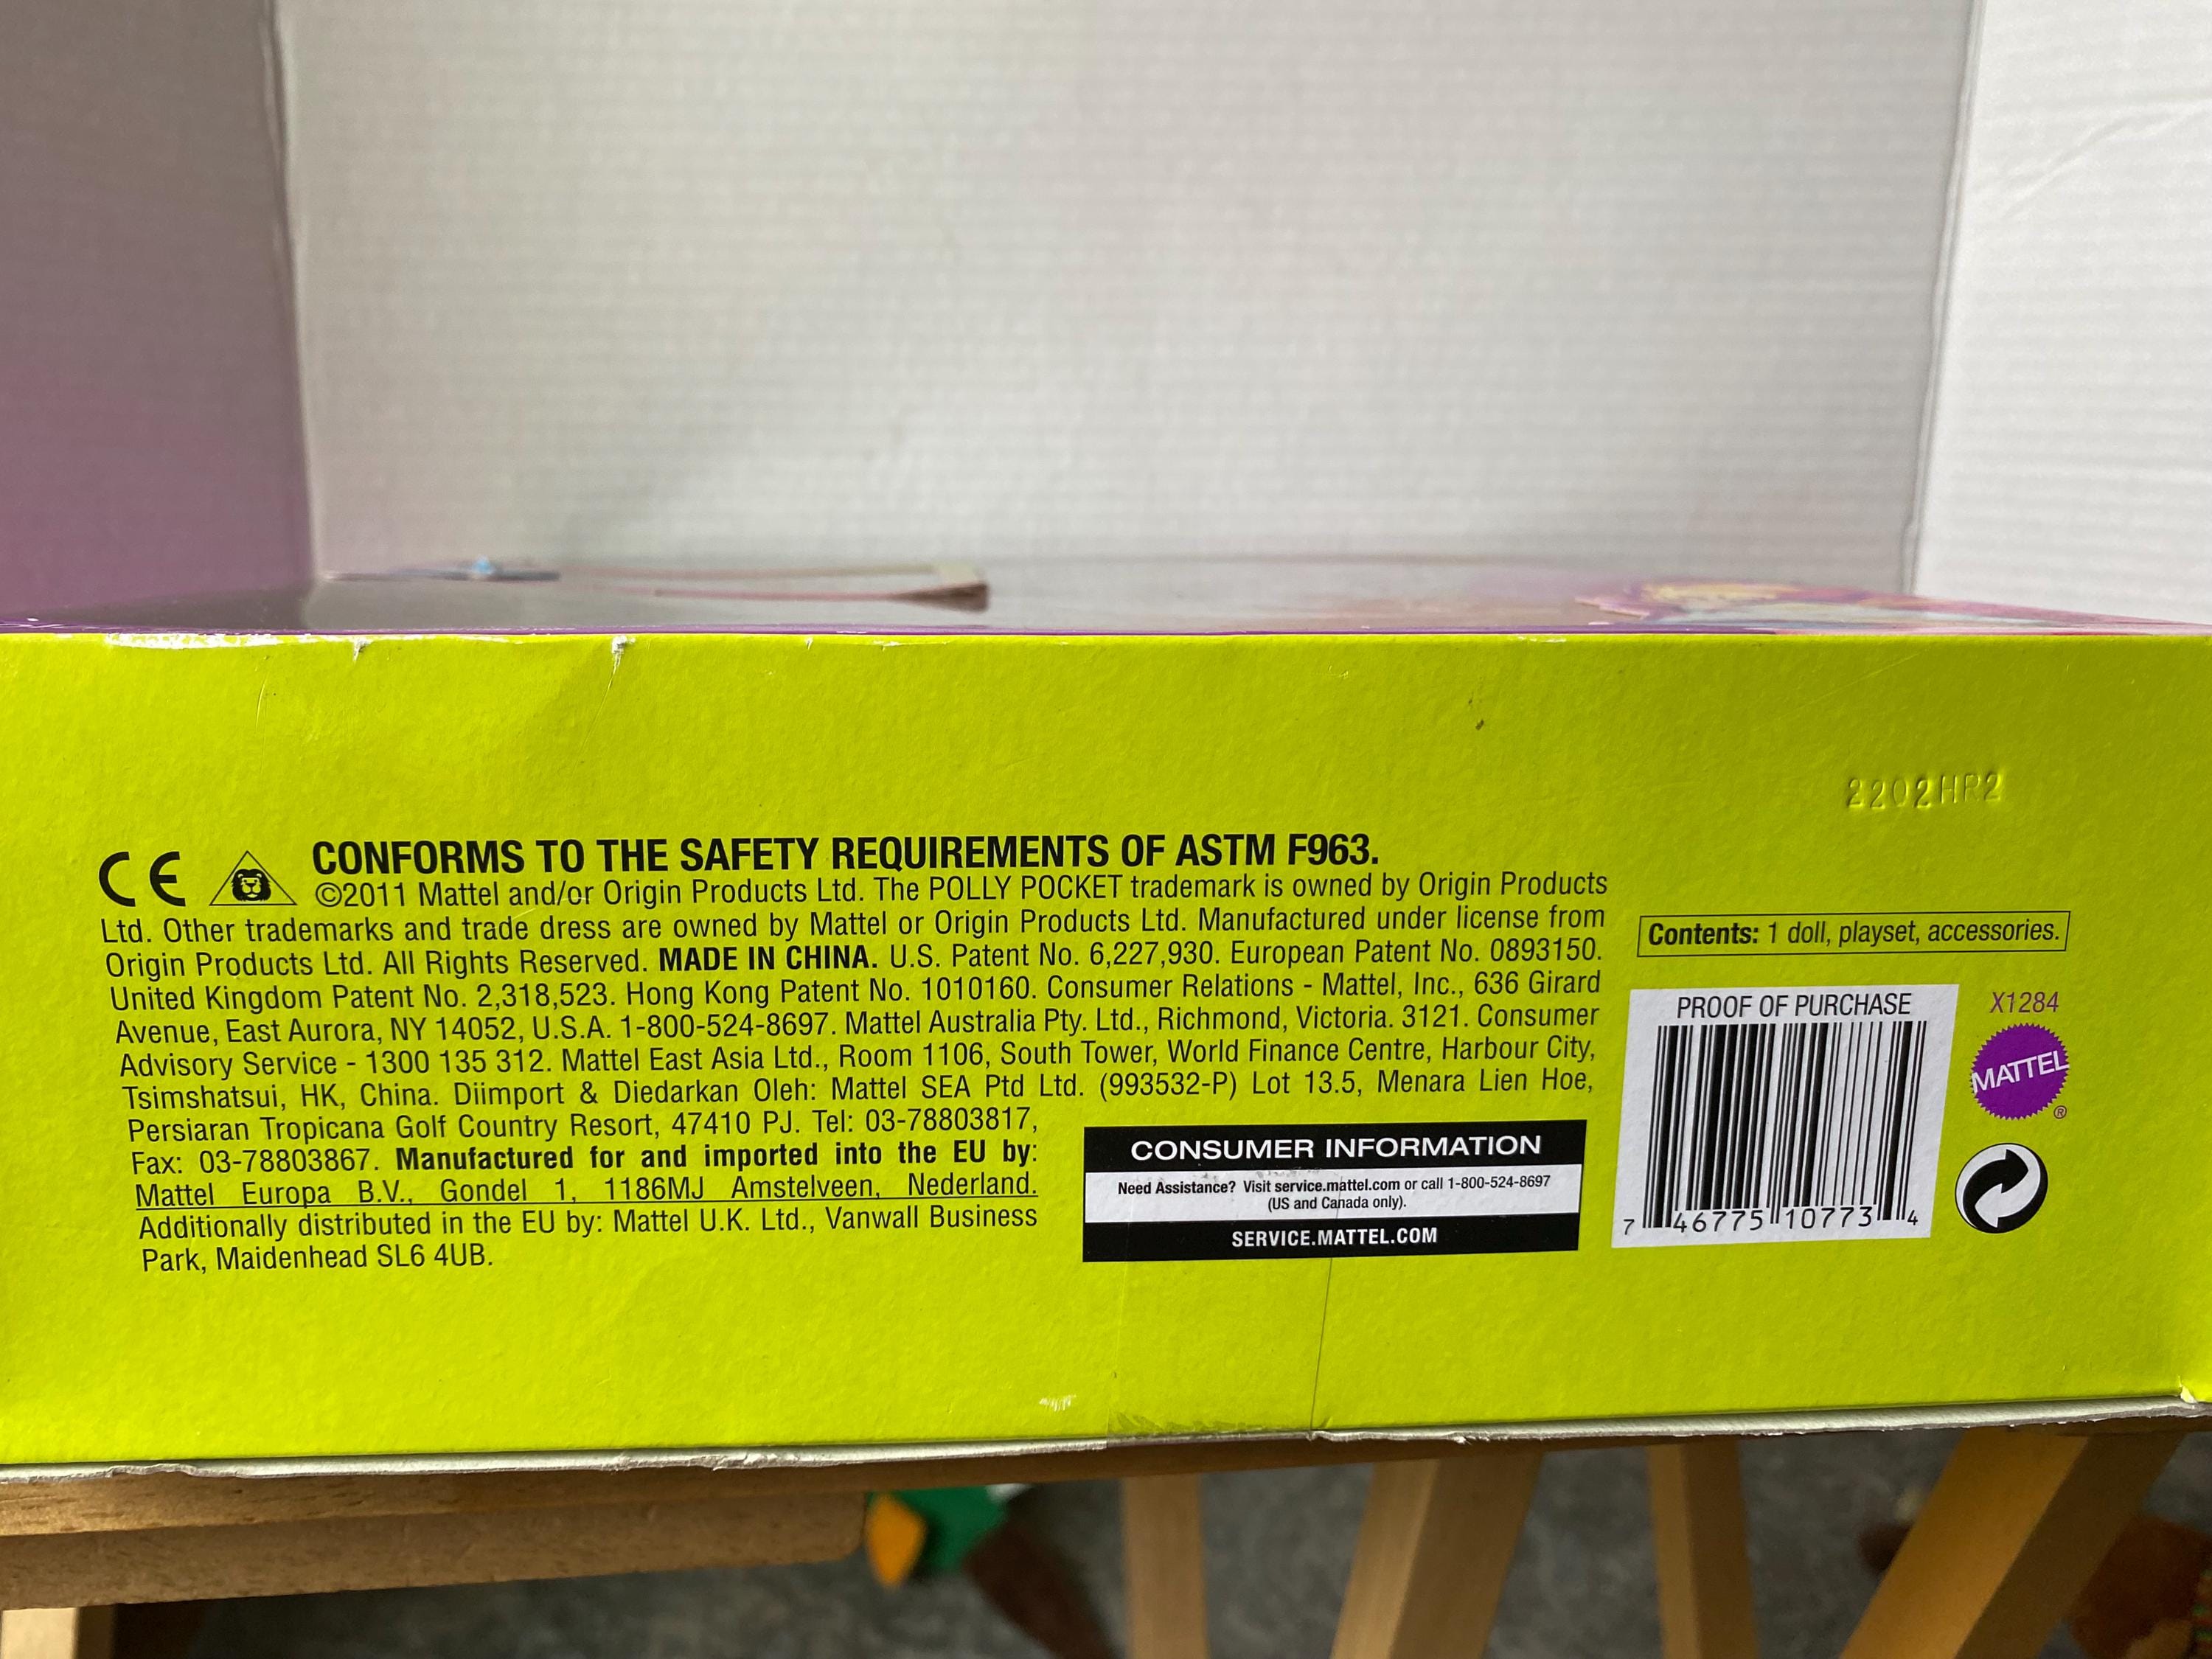 2202HR2
CE
CONFORMS TO THE SAFETY REQUIREMENTS OF ASTM F963.
©2011 Mattel and/or Origin Products Ltd. The POLLY POCKET trademark is owned by Origin Products
Ltd. Other trademarks and trade dress are owned by Mattel or Origin Products Ltd. Manufactured under license from
Origin Products Ltd. All Rights Reserved. MADE IN CHINA. U.S. Patent No. 6,227,930. European Patent No. 0893150.
United Kingdom Patent No. 2,318,523. Hong Kong Patent No. 1010160. Consumer Relations - Mattel, Inc., 636 Girard
Avenue, East Aurora, NY 14052, U.S.A. 1-800-524-8697. Mattel Australia Pty. Ltd., Richmond, Victoria. 3121. Consumer
Advisory Service - 1300 135 312. Mattel East Asia Ltd., Room 1106, South Tower, World Finance Centre, Harbour City,
Tsimshatsui, HK, China. Diimport & Diedarkan Oleh: Mattel SEA Ptd Ltd. (993532-P) Lot 13.5, Menara Lien Hoe,
Persiaran Tropicana Golf Country Resort, 47410 PJ. Tel: 03-78803817,
Fax: 03-78803867. Manufactured for and imported into the EU by:
Mattel Europa B.V., Gondel 1, 1186MJ Amstelveen, Nederland.
Additionally distributed in the EU by: Mattel U.K. Ltd., Vanwall Business
Park, Maidenhead SL6 4UB.
CONSUMER INFORMATION
Need Assistance? Visit service.mattel.com or call 1-800-524-8697
(US and Canada only).
SERVICE.MATTEL.COM
Contents: 1 doll, playset, accessories.
PROOF OF PURCHASE
7 46775 10773 4
X1284
MATTEL
®